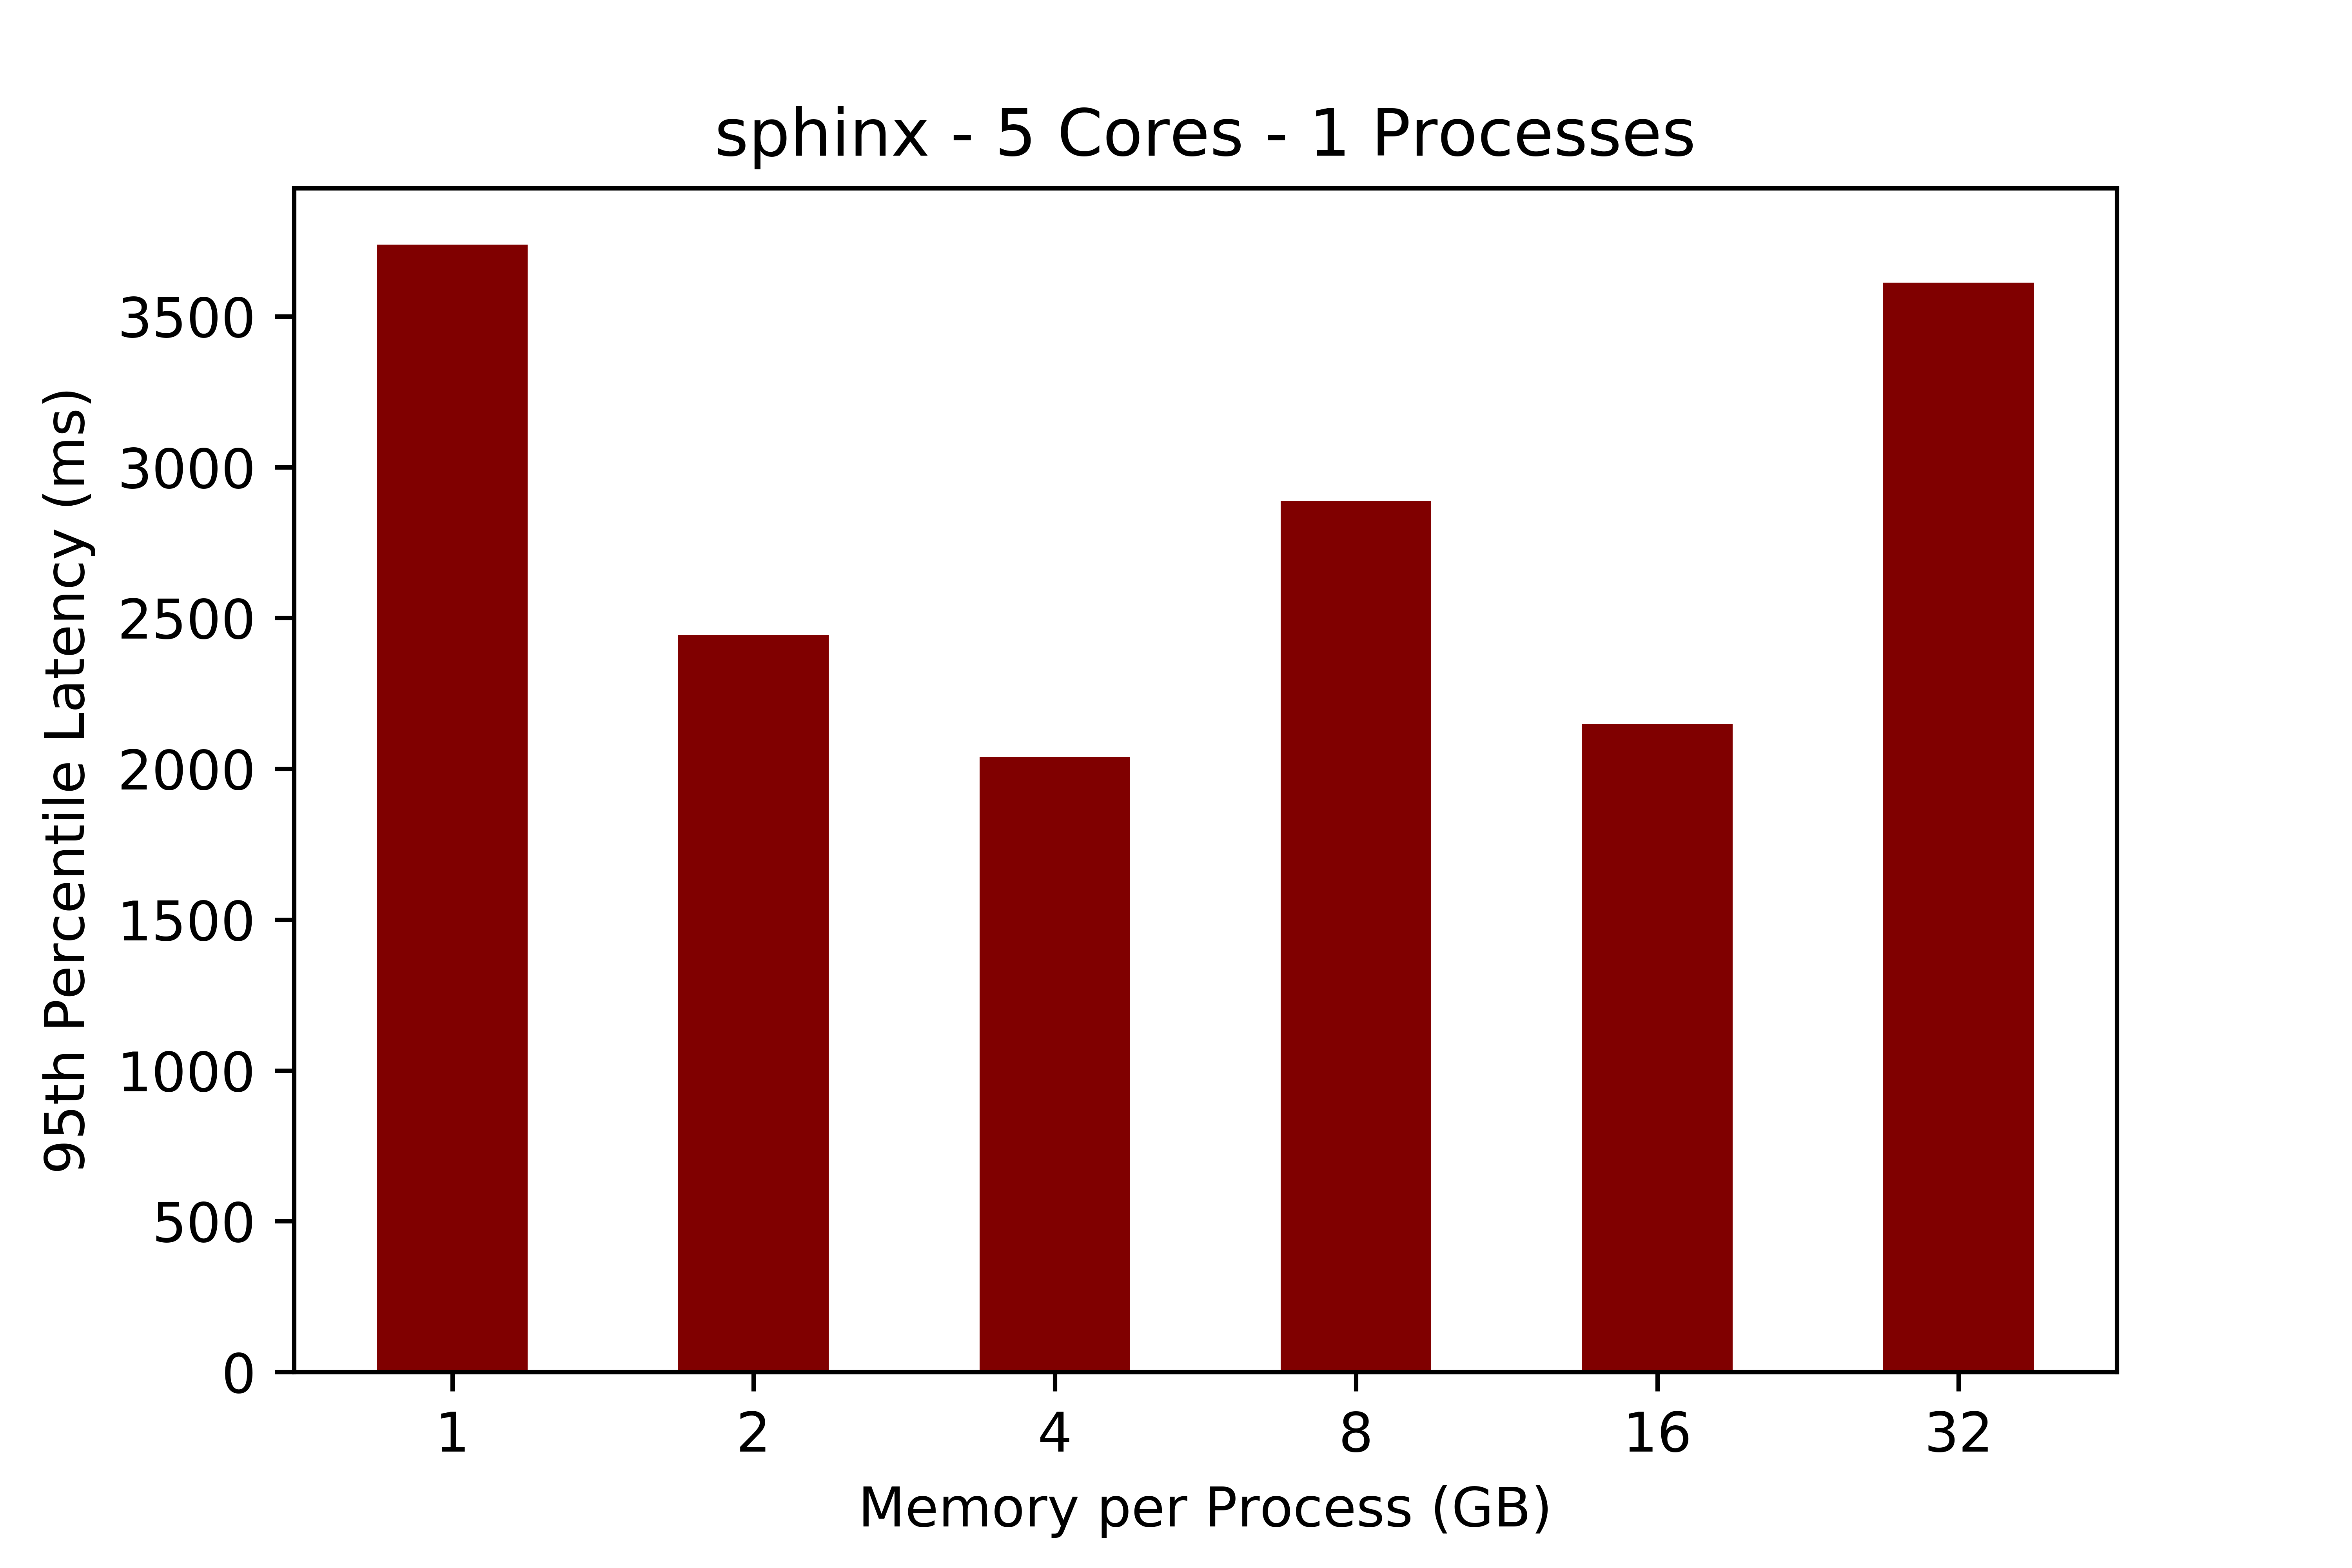 sphinx - 5 Cores - 1 Processes
95th Percentile Latency (ms)
3500
3000
2500
2000
1500
1000
500
0
1 2 4 8 16 32
Memory per Process (GB)